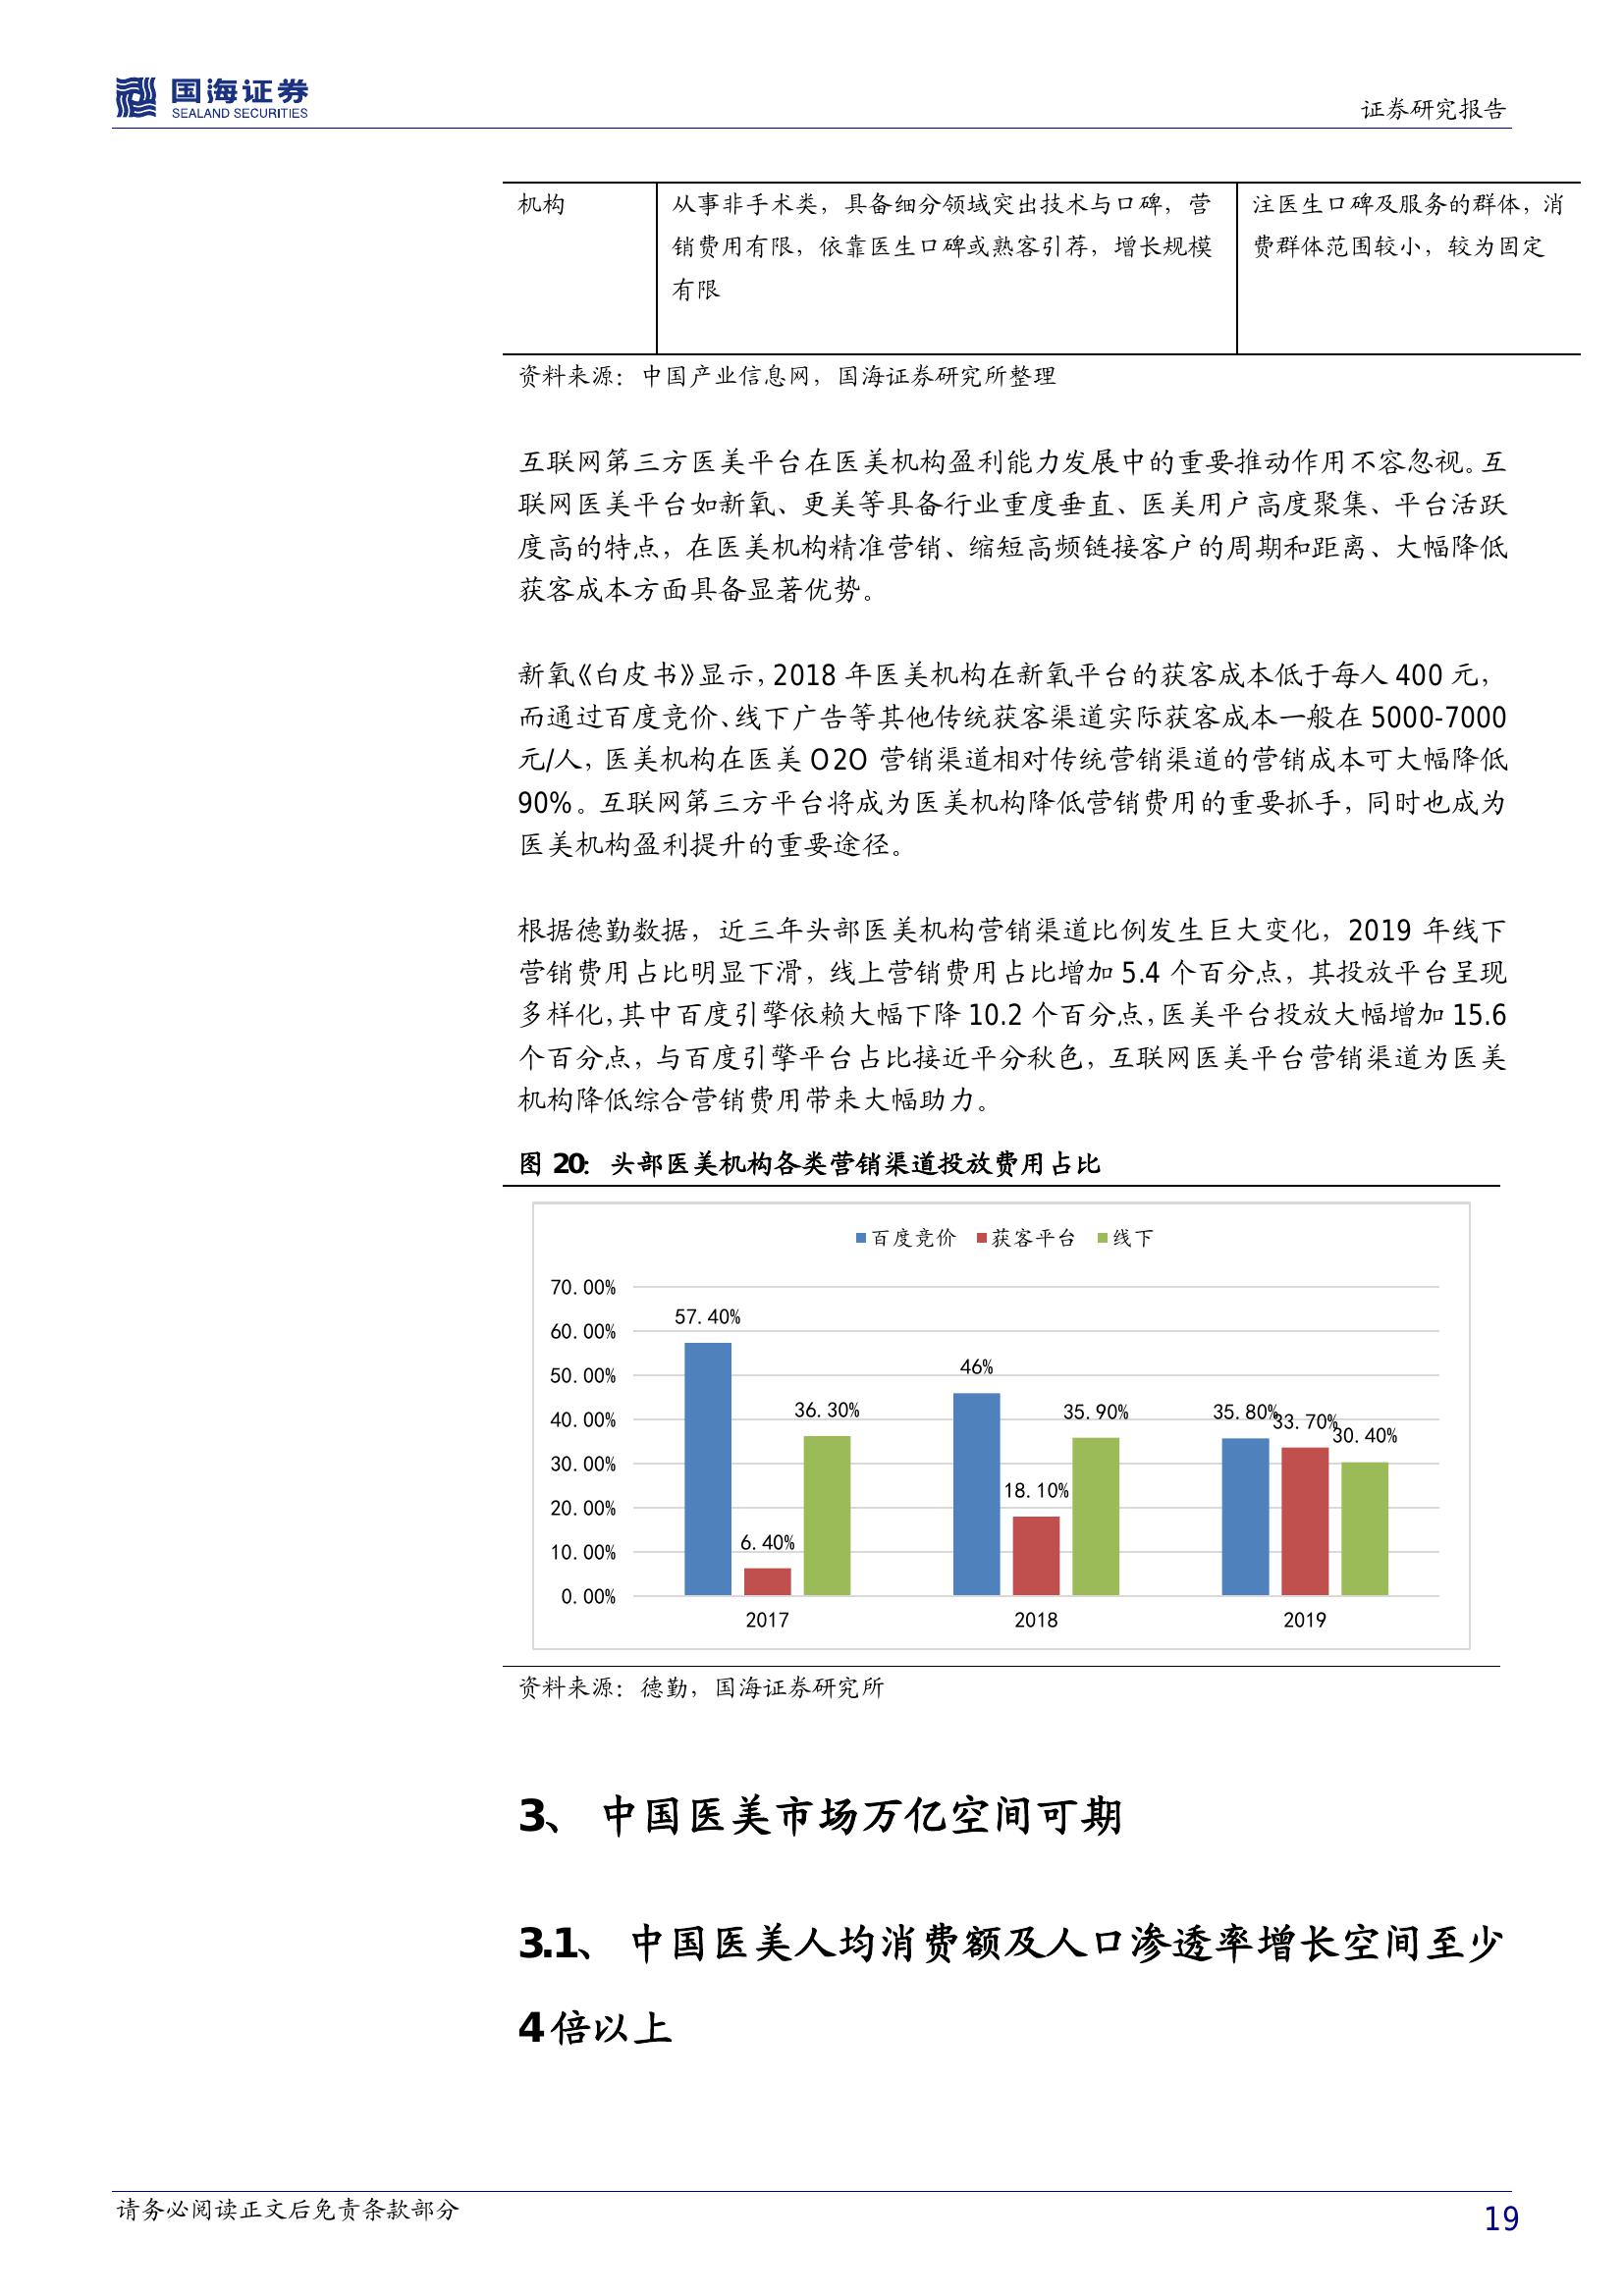 国海证券
SEALAND SECURITIES
证券研究报告
机构
从事非手术类，具备细分领域突出技术与口碑，营
销费用有限，依靠医生口碑或熟客引荐，增长规模
有限
注医生口碑及服务的群体，消
费群体范围较小，较为固定
资料来源：中国产业信息网，国海证券研究所整理
互联网第三方医美平台在医美机构盈利能力发展中的重要推动作用不容忽视。互
联网医美平台如新氧、更美等具备行业重度垂直、医美用户高度聚集、平台活跃
度高的特点，在医美机构精准营销、缩短高频链接客户的周期和距离、大幅降低
获客成本方面具备显著优势。
新氧《白皮书》显示，2018 年医美机构在新氧平台的获客成本低于每人 400 元，
而通过百度竞价、线下广告等其他传统获客渠道实际获客成本一般在 5000-7000
元/人，医美机构在医美 O2O 营销渠道相对传统营销渠道的营销成本可大幅降低
90%。互联网第三方平台将成为医美机构降低营销费用的重要抓手，同时也成为
医美机构盈利提升的重要途径。
根据德勤数据，近三年头部医美机构营销渠道比例发生巨大变化，2019 年线下
营销费用占比明显下滑，线上营销费用占比增加 5.4 个百分点，其投放平台呈现
多样化，其中百度引擎依赖大幅下降 10.2 个百分点，医美平台投放大幅增加 15.6
个百分点，与百度引擎平台占比接近平分秋色，互联网医美平台营销渠道为医美
机构降低综合营销费用带来大幅助力。
图 20：头部医美机构各类营销渠道投放费用占比
百度竞价 获客平台 线下
70.00%
60.00%
50.00%
40.00%
30.00%
20.00%
10.00%
0.00%
57.40%
6.40%
36.30%
46%
18.10%
35.90%
35.80%
33.70%
30.40%
2017 2018 2019
资料来源：德勤，国海证券研究所
3、 中国医美市场万亿空间可期
3.1、 中国医美人均消费额及人口渗透率增长空间至少
4 倍以上
请务必阅读正文后免责条款部分
19